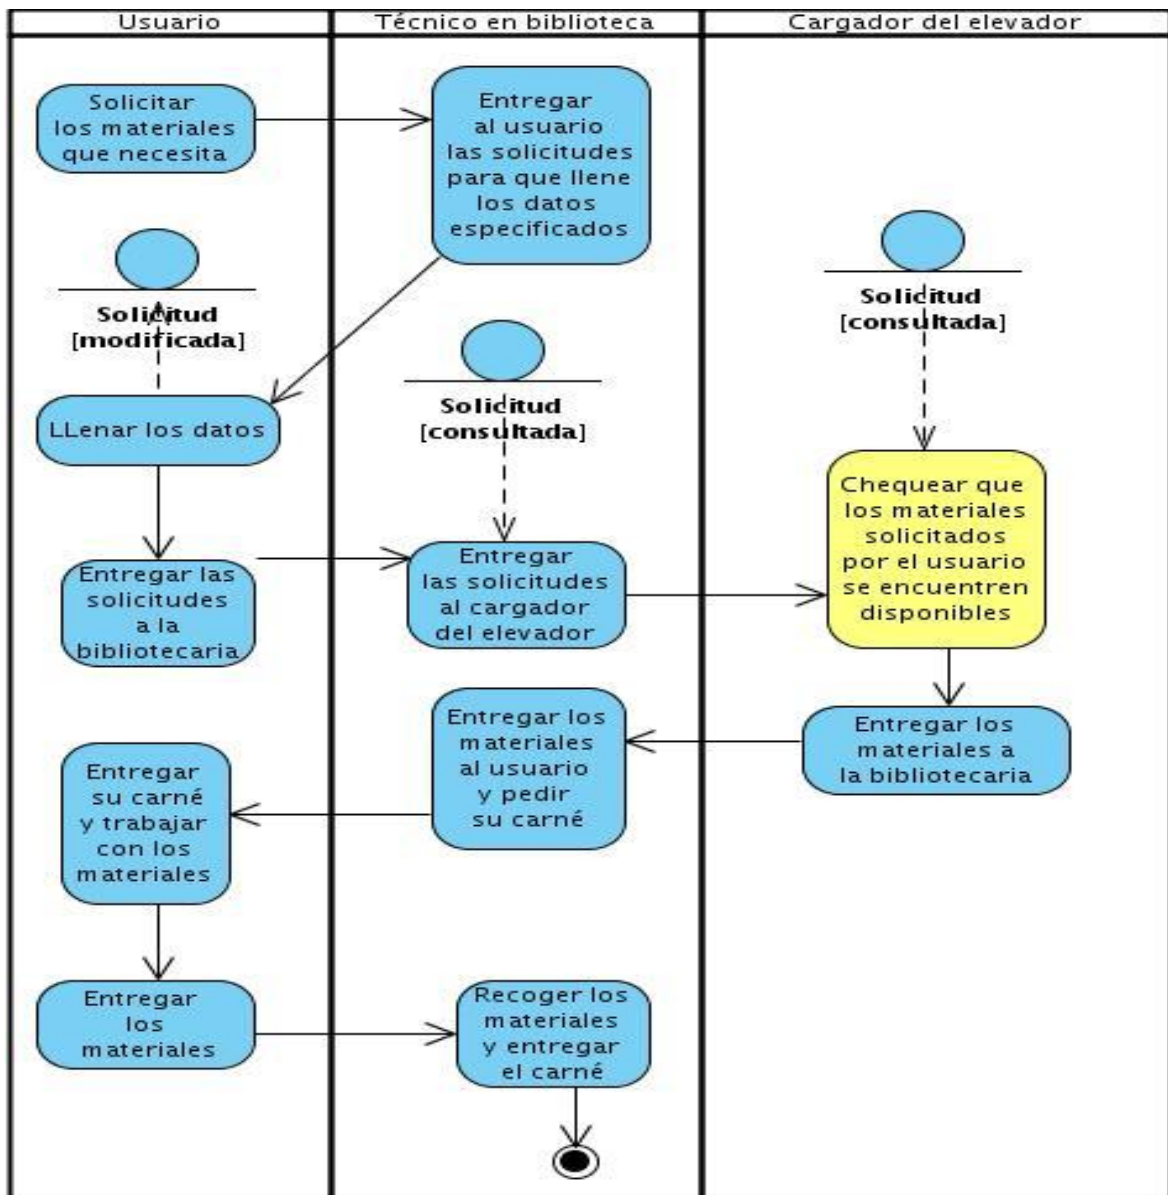 Usuario
Técnico en biblioteca
Cargador del elevador
Solicitar
los materiales
que necesita
Entregar
al usuario
las solicitudes
para que llene
los datos
especificados
Solicitud
[modificada]
Solicitud
[consultada]
Solicitud
[consultada]
LLenar los datos
Entregar las
solicitudes
a la
bibliotecaria
Entregar
las solicitudes
al cargador
del elevador
Chequear que
los materiales
solicitados
por el usuario
se encuentren
disponibles
Entregar los
materiales a
la bibliotecaria
Entregar los
materiales
al usuario
y pedir
su carné
Entregar
su carné
y trabajar
con los
materiales
Entregar
los
materiales
Recoger los
materiales
y entregar
el carné